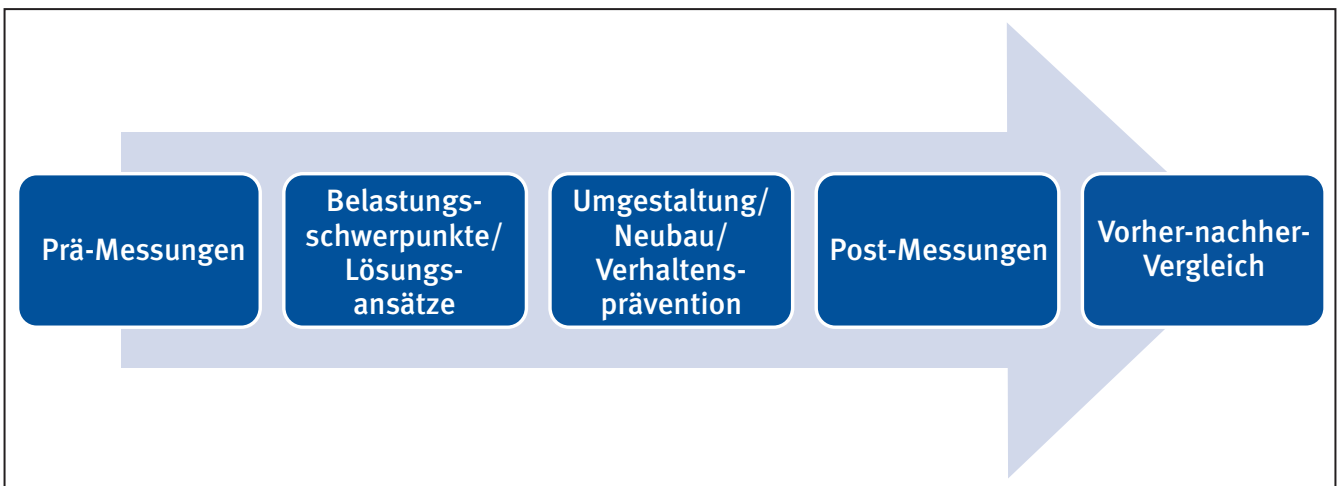 Prä-Messungen
Belastungs-
schwerpunkte/
Lösungs-
ansätze
Umgestaltung/
Neubau/
Verhaltens-
prävention
Post-Messungen
Vorher-nachher-
Vergleich